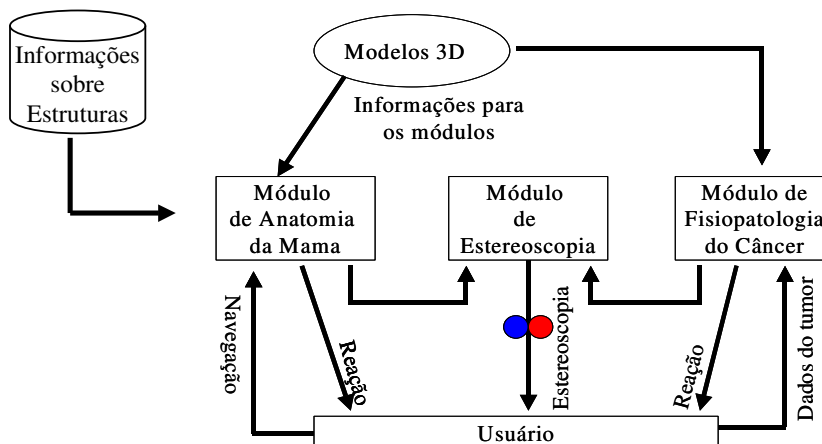 Informações
sobre
Estruturas
Modelos 3D
Informações para
os módulos
Módulo
de Anatomia
da Mama
Módulo
de
Estereoscopia
Módulo de
Fisiopatologia
do Câncer
Navegação
Reação
Estereoscopia
Reação
Dados do tumor
Usuário